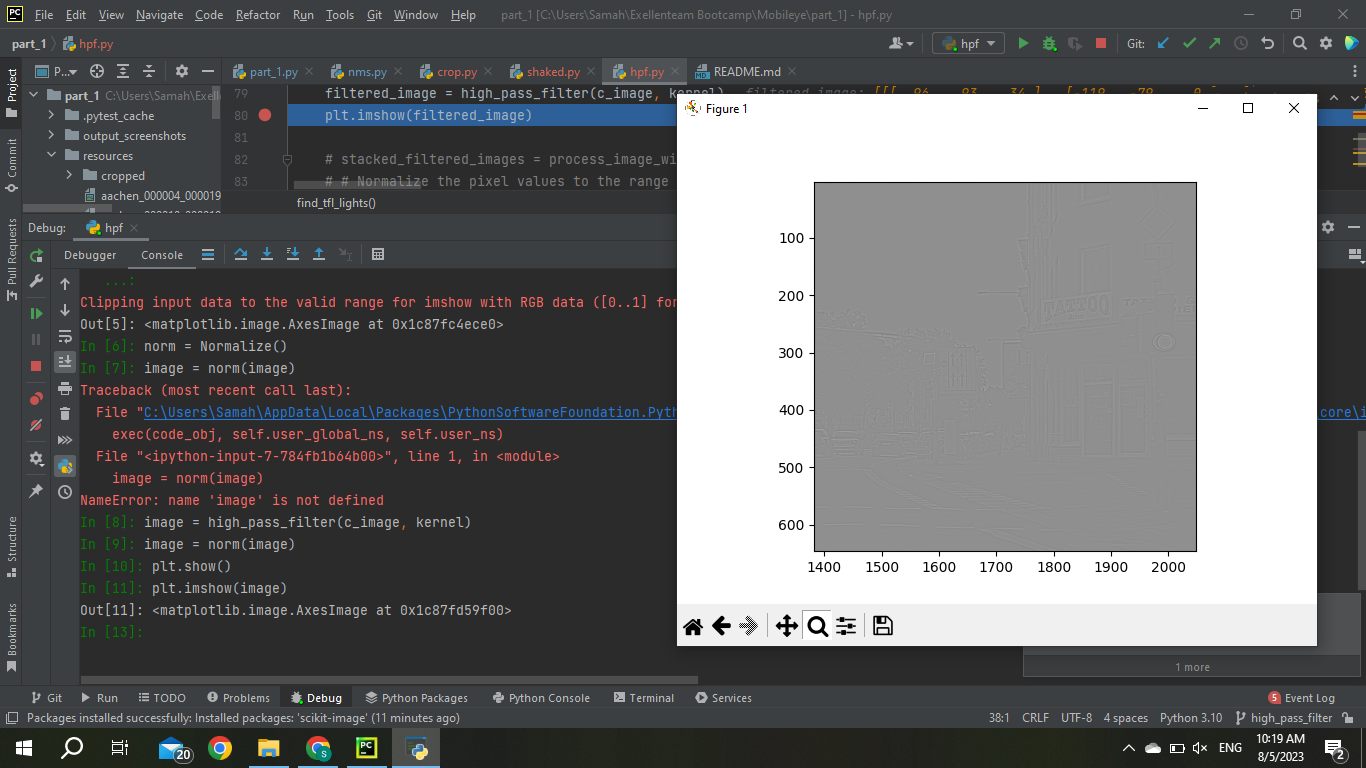 File Edit View Navigate Code Refactor Run Tools Git Window Help part_1 [C:\Users\Samah\Exellenteam Bootcamp\Mobileye\part_1] - hpf.py
part_1 hpf.py hpf Git:
Project P... part_1.py nms.py crop.py shaked.py hpf.py README.md
part_1 C:\Users\Samah\Exellen
.pytest_cache
output_screenshots
resources
cropped
aachen_000004_000019
79 filtered_image = high_pass_filter(c_image, kernel) filtered_image:
80 plt.imshow(filtered_image)
81
82 # stacked_filtered_images = process_image_wi
83 # # Normalize the pixel values to the range
find_tfl_lights()
Commit
Pull Requests
Structure
Bookmarks
Debug: hpf
Debugger Console
...:
Clipping input data to the valid range for imshow with RGB data ([0..1] for
Out[5]: <matplotlib.image.AxesImage at 0x1c87fc4ece0>
In [6]: norm = Normalize()
In [7]: image = norm(image)
Traceback (most recent call last):
File "C:\Users\Samah\AppData\Local\Packages\PythonSoftwareFoundation.Pyth
core\i
exec(code_obj, self.user_global_ns, self.user_ns)
File "<ipython-input-7-784fb1b64b00>", line 1, in <module>
image = norm(image)
NameError: name 'image' is not defined
In [8]: image = high_pass_filter(c_image, kernel)
In [9]: image = norm(image)
In [10]: plt.show()
In [11]: plt.imshow(image)
Out[11]: <matplotlib.image.AxesImage at 0x1c87fd59f00>
In [13]:
Figure 1
100
200
300
400
500
600
1400 1500 1600 1700 1800 1900 2000
TATTOO
1 more
Git Run TODO Problems Debug Python Packages Python Console Terminal Services 5 Event Log
Packages installed successfully: Installed packages: 'scikit-image' (11 minutes ago) 38:1 CRLF UTF-8 4 spaces Python 3.10 high_pass_filter
20 S PC ENG
10:19 AM
8/5/2023
2